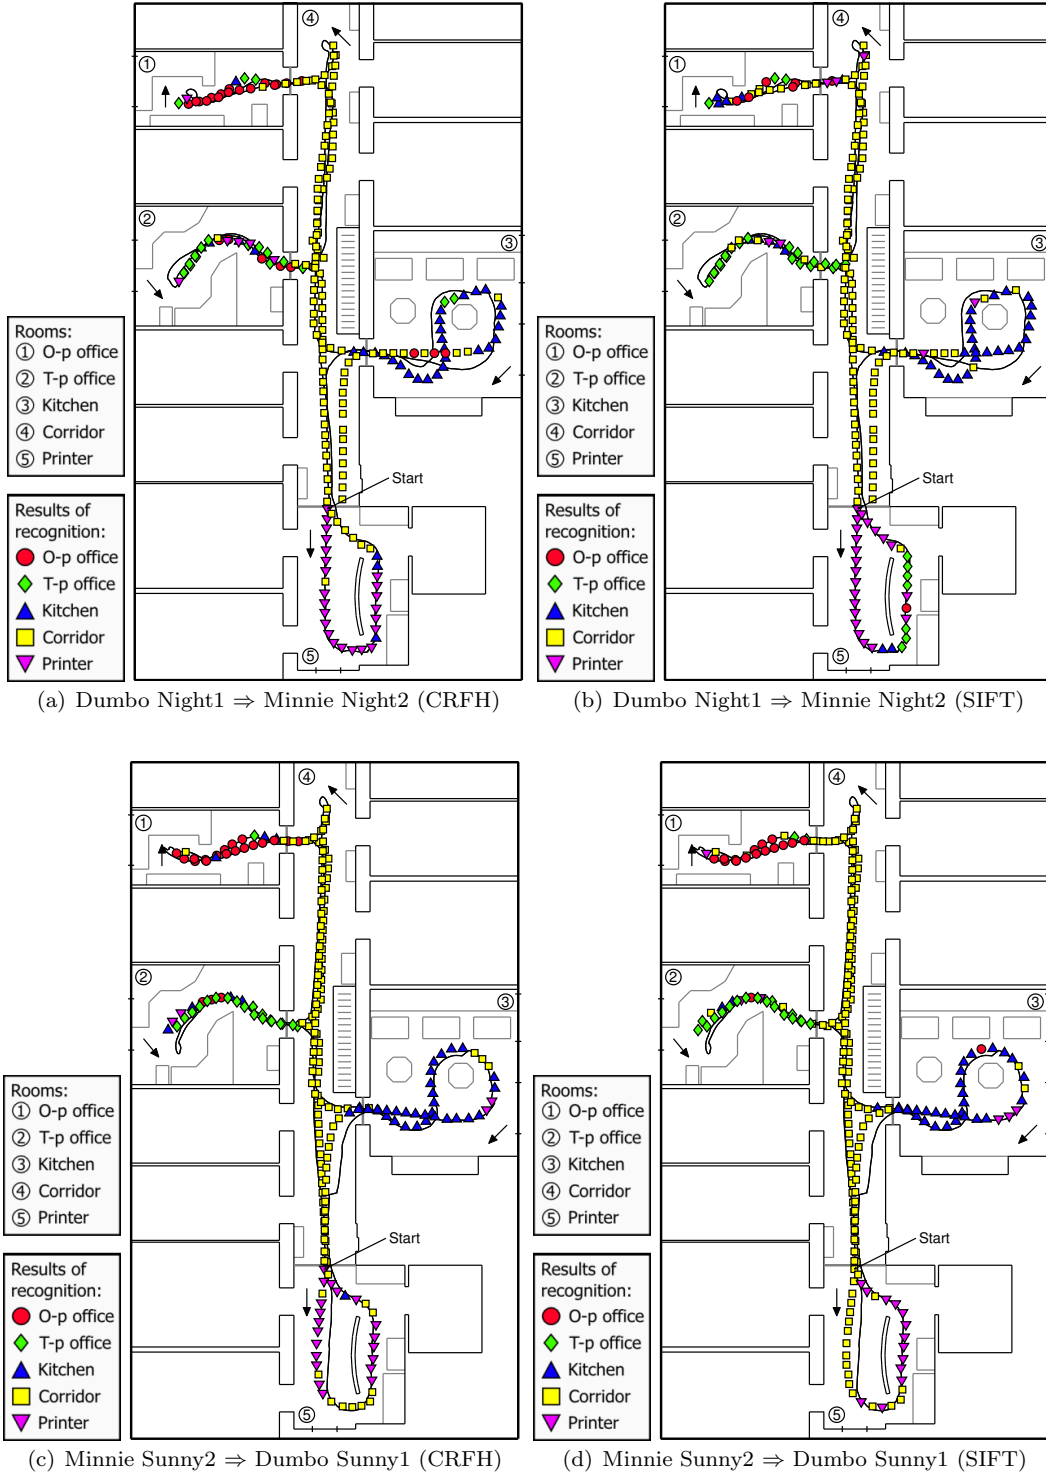 ④
①
②
③
Rooms:
① O-p office
② T-p office
③ Kitchen
④ Corridor
⑤ Printer
Start
Results of
recognition:
O-p office
T-p office
Kitchen
Corridor
Printer
⑤
(a) Dumbo Night1 ⇒ Minnie Night2 (CRFH)
④
①
②
③
Rooms:
① O-p office
② T-p office
③ Kitchen
④ Corridor
⑤ Printer
Start
Results of
recognition:
O-p office
T-p office
Kitchen
Corridor
Printer
⑤
(b) Dumbo Night1 ⇒ Minnie Night2 (SIFT)
④
①
②
③
Rooms:
① O-p office
② T-p office
③ Kitchen
④ Corridor
⑤ Printer
Start
Results of
recognition:
O-p office
T-p office
Kitchen
Corridor
Printer
⑤
(c) Minnie Sunny2 ⇒ Dumbo Sunny1 (CRFH)
④
①
②
③
Rooms:
① O-p office
② T-p office
③ Kitchen
④ Corridor
⑤ Printer
Start
Results of
recognition:
O-p office
T-p office
Kitchen
Corridor
Printer
⑤
(d) Minnie Sunny2 ⇒ Dumbo Sunny1 (SIFT)